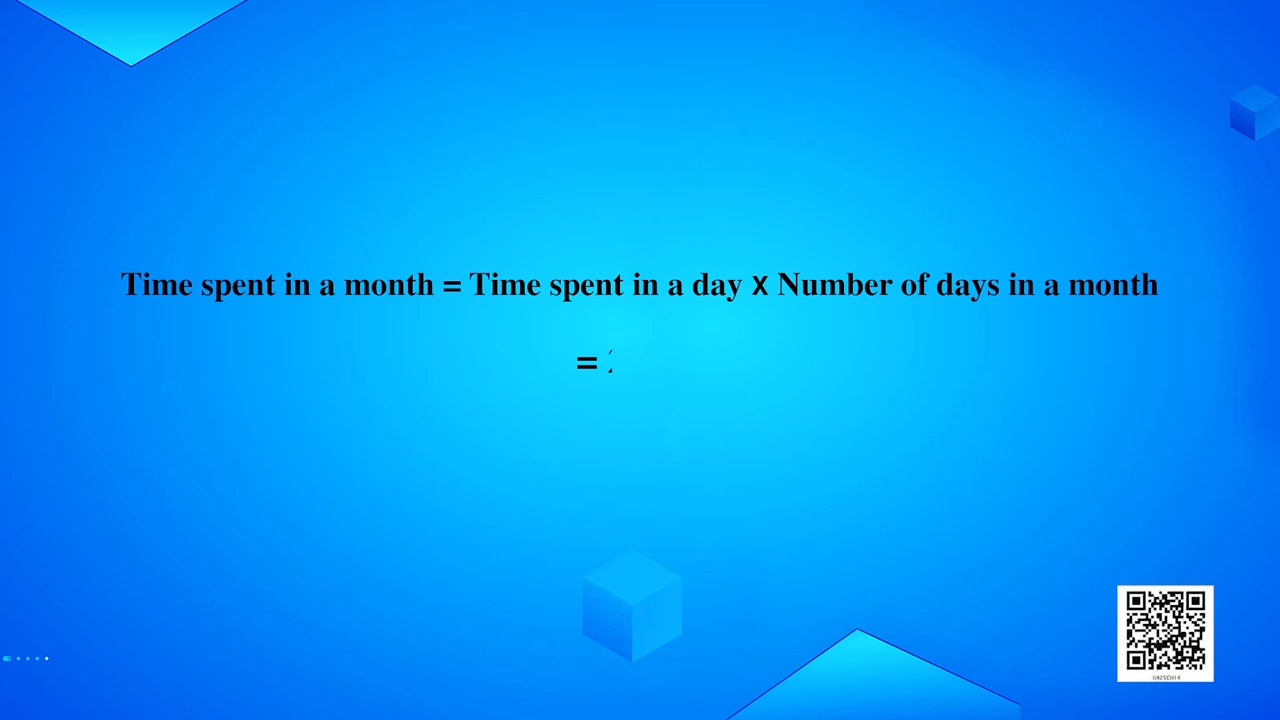 Time spent in a month = Time spent in a day x Number of days in a month
=